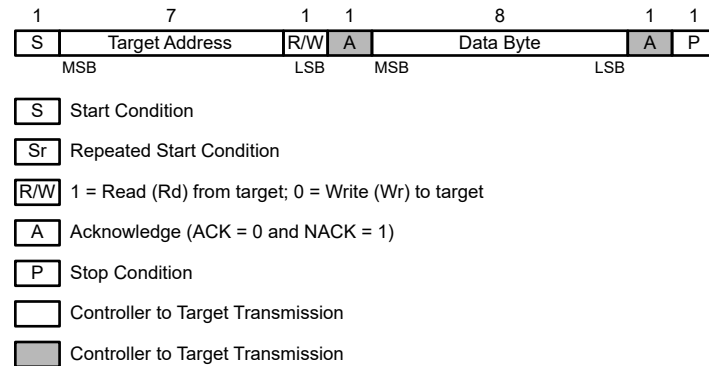 1 7 1 1 8 1 1
S Target Address R/W A Data Byte A P
MSB LSB MSB LSB
S Start Condition
Sr Repeated Start Condition
R/W 1 = Read (Rd) from target; 0 = Write (Wr) to target
A Acknowledge (ACK = 0 and NACK = 1)
P Stop Condition
Controller to Target Transmission
Controller to Target Transmission